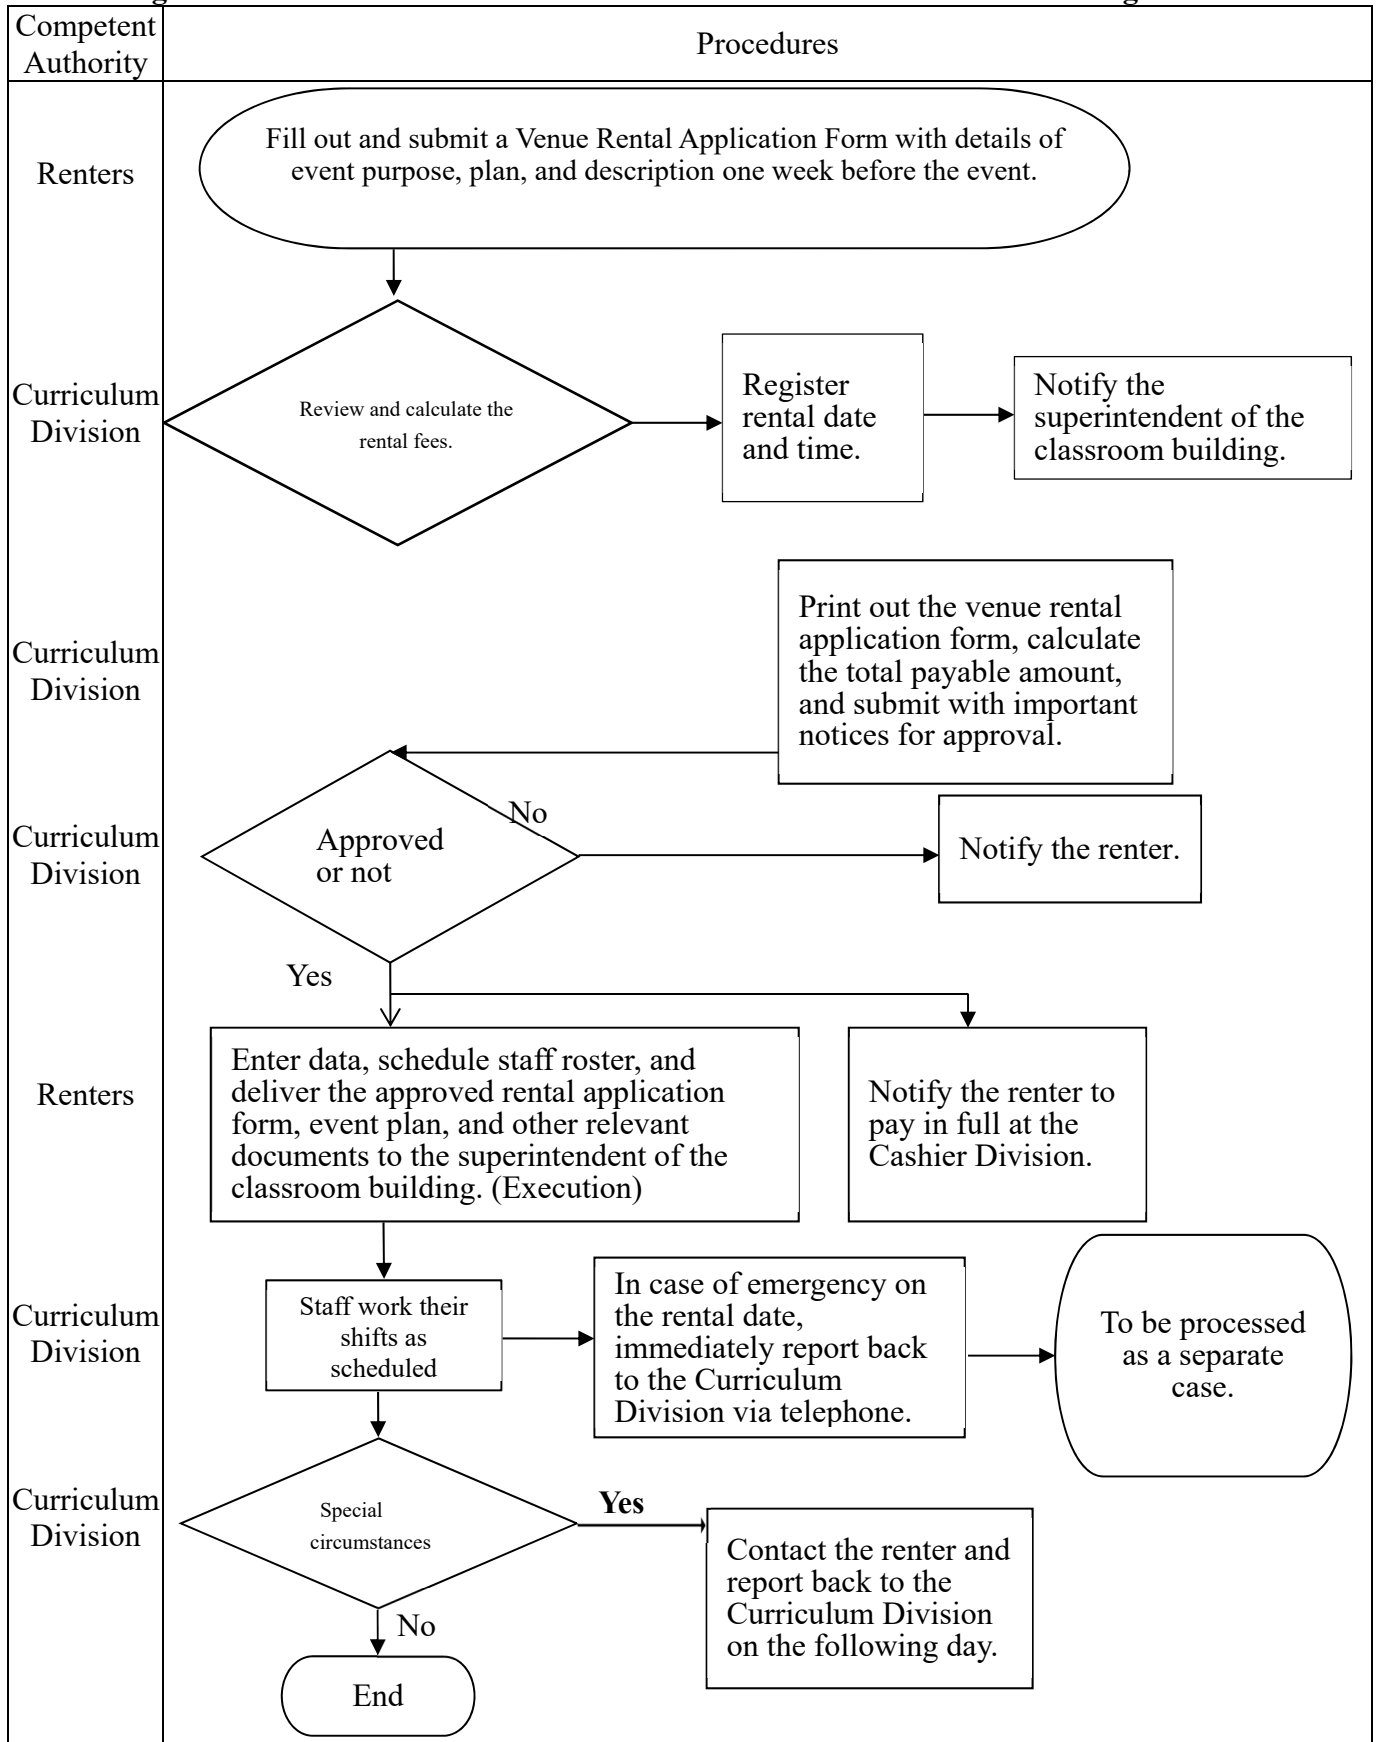 Competent
Authority
Procedures
Renters
Fill out and submit a Venue Rental Application Form with details of
event purpose, plan, and description one week before the event.
Curriculum
Division
Review and calculate the
rental fees.
Register
rental date
and time.
Notify the
superintendent of the
classroom building.
Curriculum
Division
Print out the venue rental
application form, calculate
the total payable amount,
and submit with important
notices for approval.
Curriculum
Division
Approved
or not
No
Notify the renter.
Yes
Renters
Enter data, schedule staff roster, and
deliver the approved rental application
form, event plan, and other relevant
documents to the superintendent of the
classroom building. (Execution)
Notify the renter to
pay in full at the
Cashier Division.
Curriculum
Division
Staff work their
shifts as
scheduled
In case of emergency on
the rental date,
immediately report back
to the Curriculum
Division via telephone.
To be processed
as a separate
case.
Curriculum
Division
Special
circumstances
Yes
Contact the renter and
report back to the
Curriculum Division
on the following day.
No
End